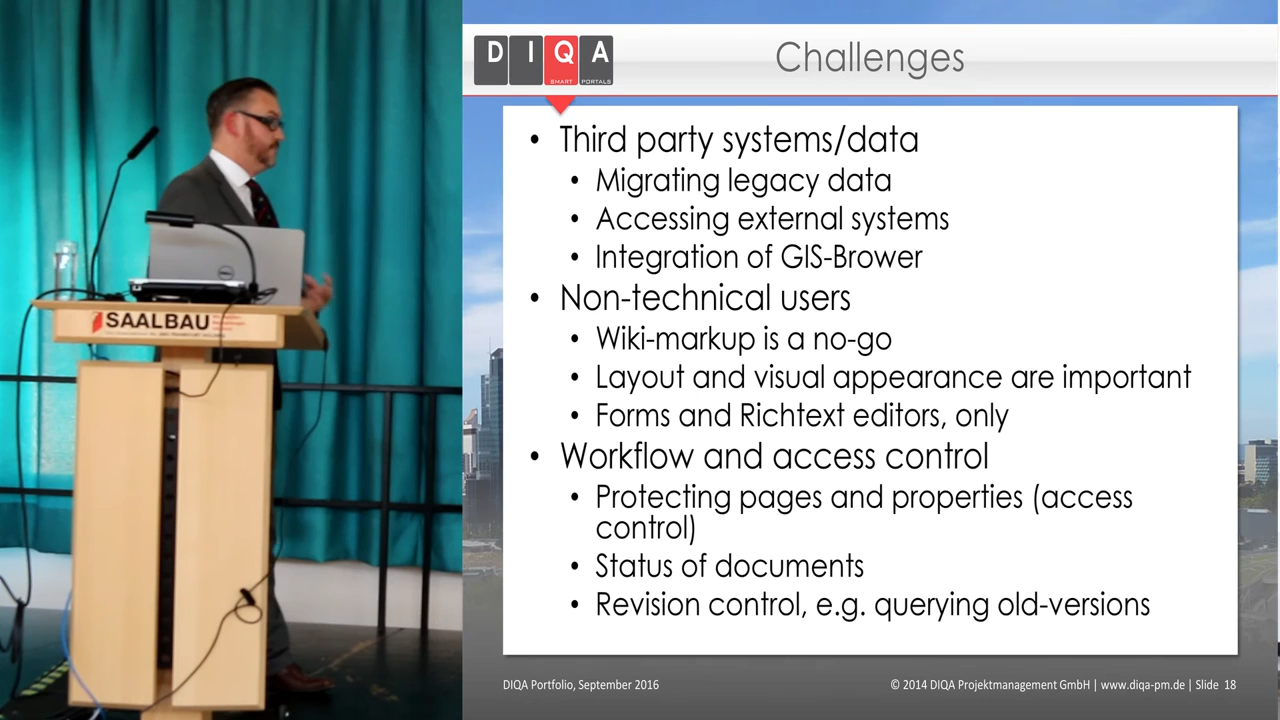 D I Q A
SMART PORTALS
Challenges
• Third party systems/data
• Migrating legacy data
• Accessing external systems
• Integration of GIS-Brower
• Non-technical users
• Wiki-markup is a no-go
• Layout and visual appearance are important
• Forms and Richtext editors, only
• Workflow and access control
• Protecting pages and properties (access
control)
• Status of documents
• Revision control, e.g. querying old-versions
DIQA Portfolio, September 2016
© 2014 DIQA Projektmanagement GmbH | www.diqa-pm.de | Slide 18
SAALBAU
DELL